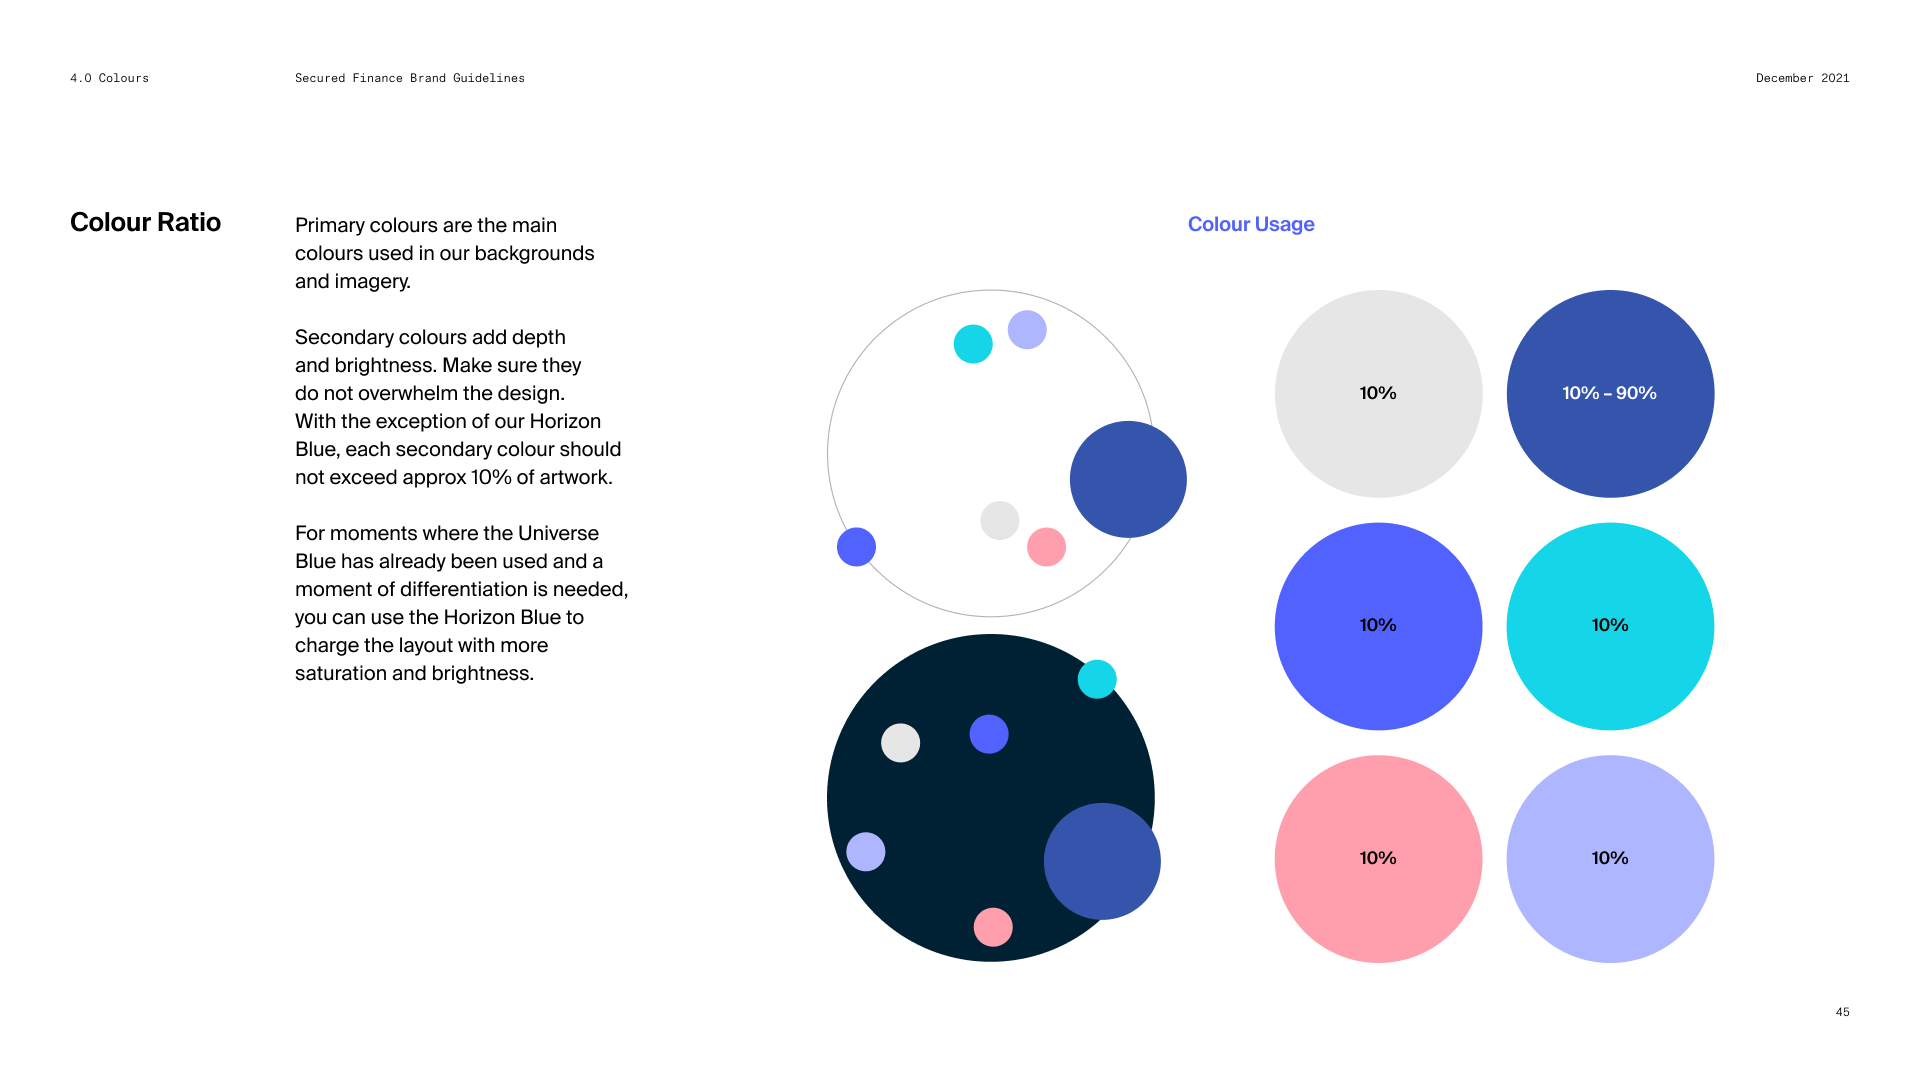 4.0 Colours
Secured Finance Brand Guidelines
December 2021
Colour Ratio
Primary colours are the main
colours used in our backgrounds
and imagery.
Secondary colours add depth
and brightness. Make sure they
do not overwhelm the design.
With the exception of our Horizon
Blue, each secondary colour should
not exceed approx 10% of artwork.
For moments where the Universe
Blue has already been used and a
moment of differentiation is needed,
you can use the Horizon Blue to
charge the layout with more
saturation and brightness.
Colour Usage
10%
10% – 90%
10%
10%
10%
10%
45